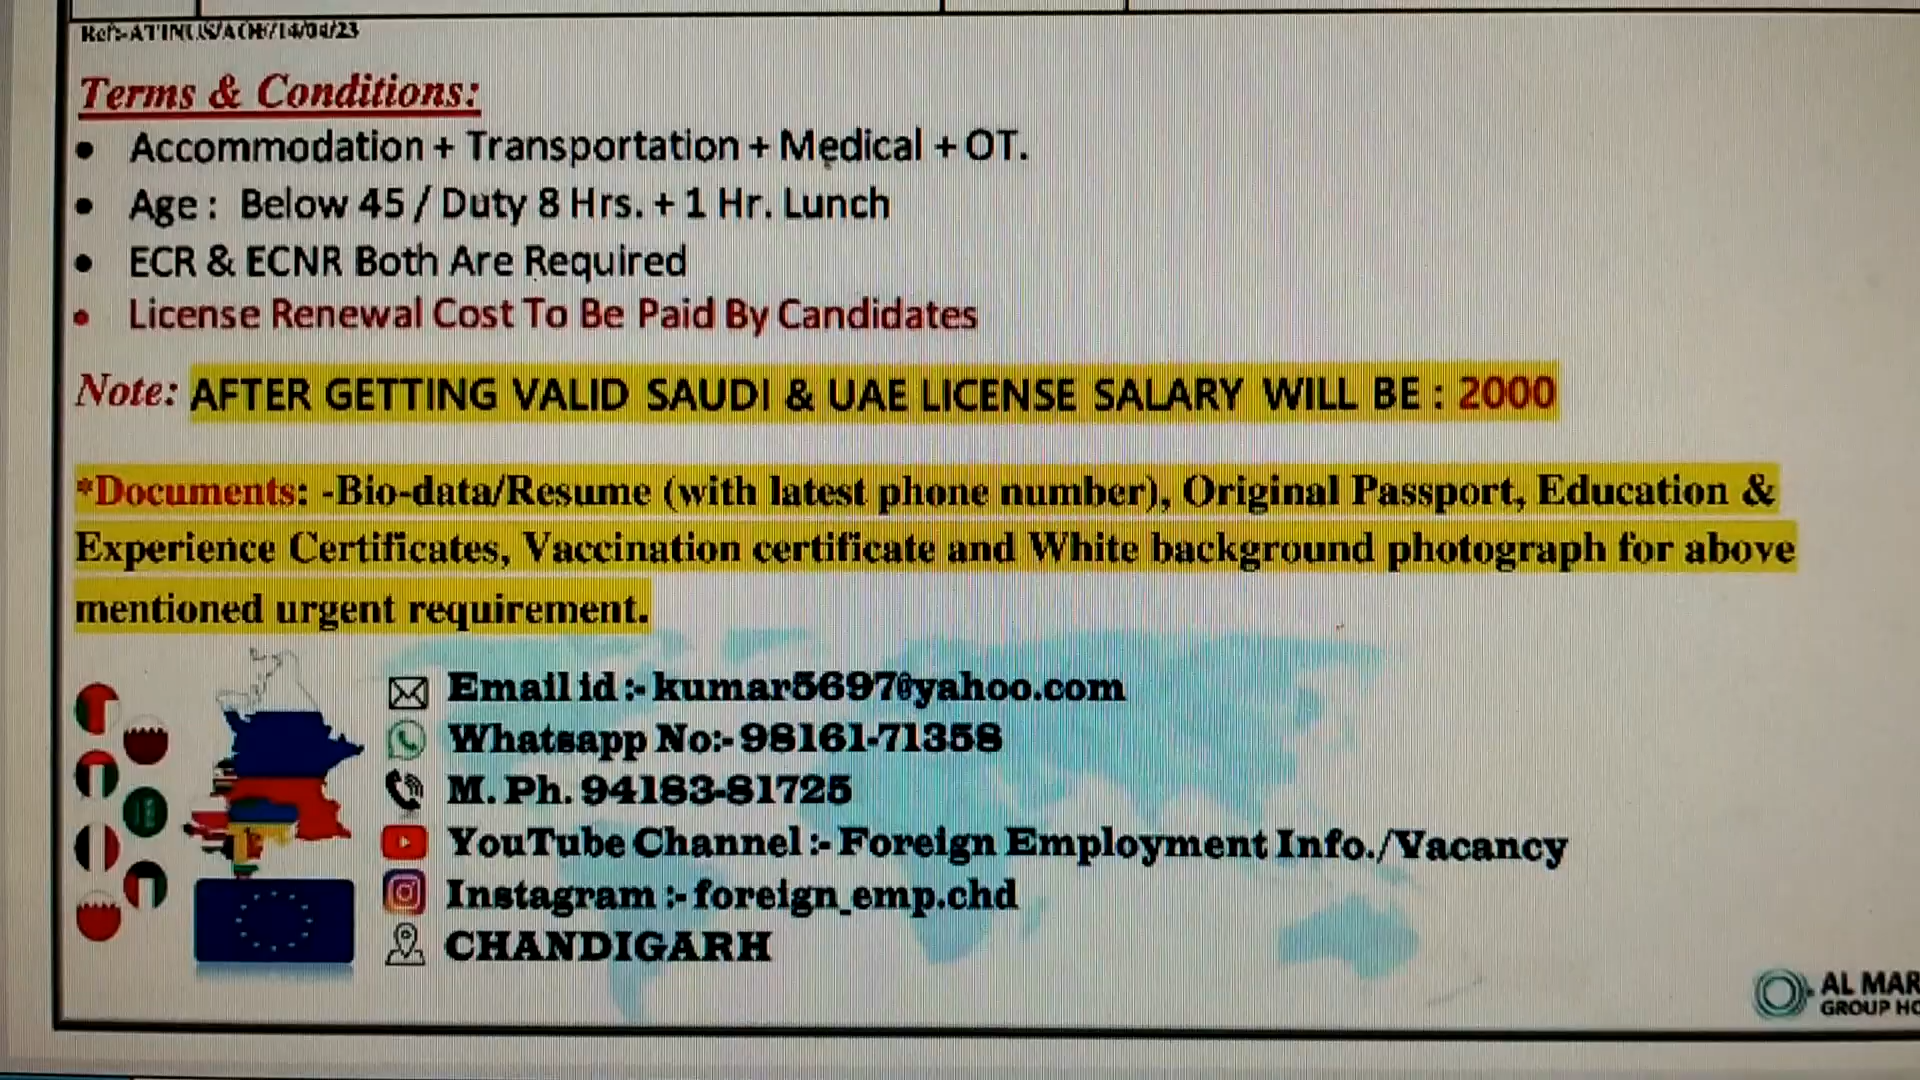 Terms & Conditions:
• Accommodation + Transportation + Medical + OT.
• Age : Below 45 / Duty 8 Hrs. + 1 Hr. Lunch
• ECR & ECNR Both Are Required
• License Renewal Cost To Be Paid By Candidates
Note: AFTER GETTING VALID SAUDI & UAE LICENSE SALARY WILL BE : 2000
*Documents: -Bio-data/Resume (with latest phone number), Original Passport, Education &
Experience Certificates, Vaccination certificate and White background photograph for above
mentioned urgent requirement.
Email id :- kumar5697@yahoo.com
Whatsapp No:- 98161-71358
M. Ph. 94183-81725
YouTube Channel :- Foreign Employment Info./Vacancy
Instagram :- foreign_emp.chd
CHANDIGARH
AL MAR
GROUP HO